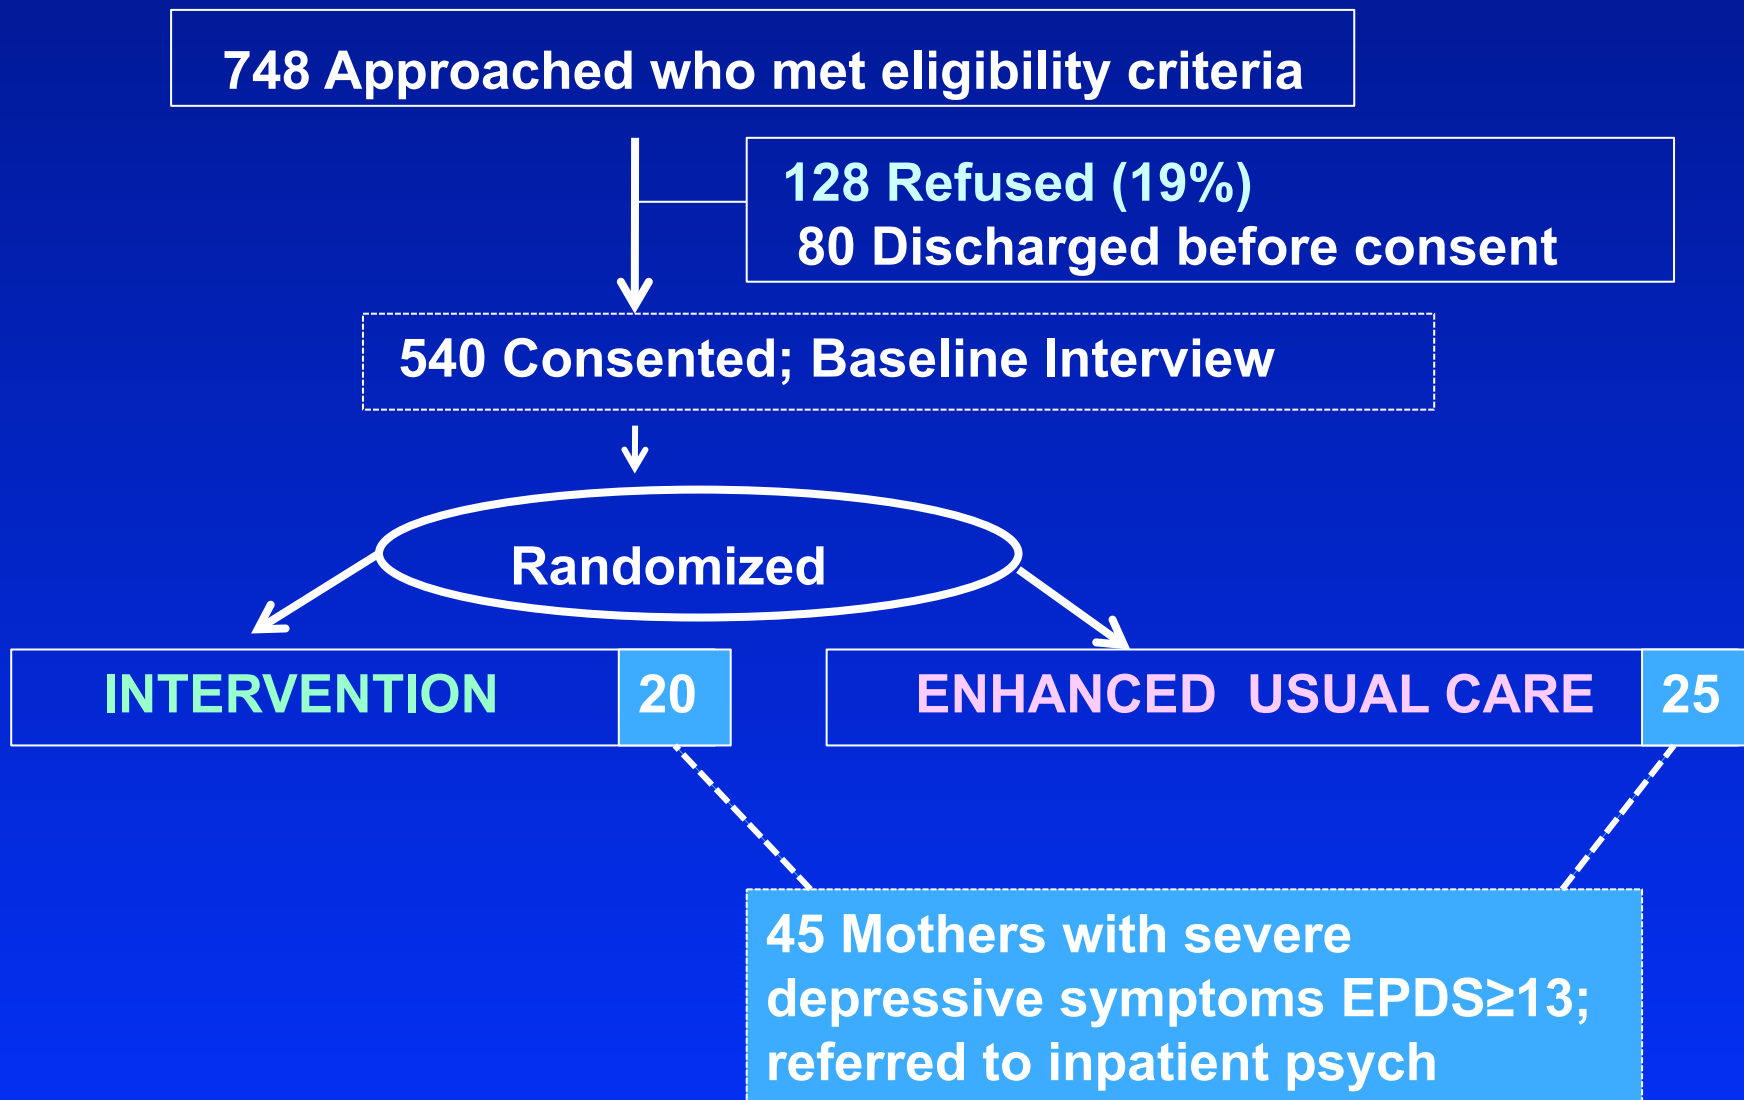 748 Approached who met eligibility criteria
128 Refused (19%)
80 Discharged before consent
540 Consented; Baseline Interview
Randomized
INTERVENTION 20
ENHANCED USUAL CARE 25
45 Mothers with severe
depressive symptoms EPDS≥13;
referred to inpatient psych